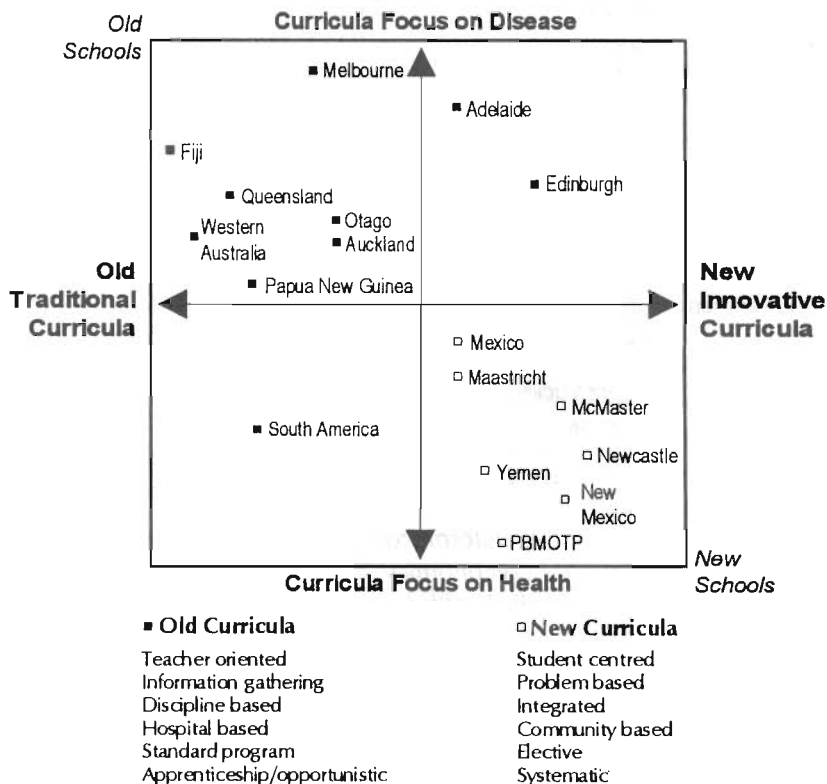 Old
Schools
Curricula Focus on Disease
Melbourne
Adelaide
Fiji
Edinburgh
Queensland
Otago
Western
Australia
Auckland
Old
Traditional
Curricula
Papua New Guinea
New
Innovative
Curricula
Mexico
Maastricht
McMaster
South America
Newcastle
Yemen
New
Mexico
PBMOTP
Curricula Focus on Health
New
Schools
Old Curricula
Teacher oriented
Information gathering
Discipline based
Hospital based
Standard program
Apprenticeship/opportunistic
New Curricula
Student centred
Problem based
Integrated
Community based
Elective
Systematic